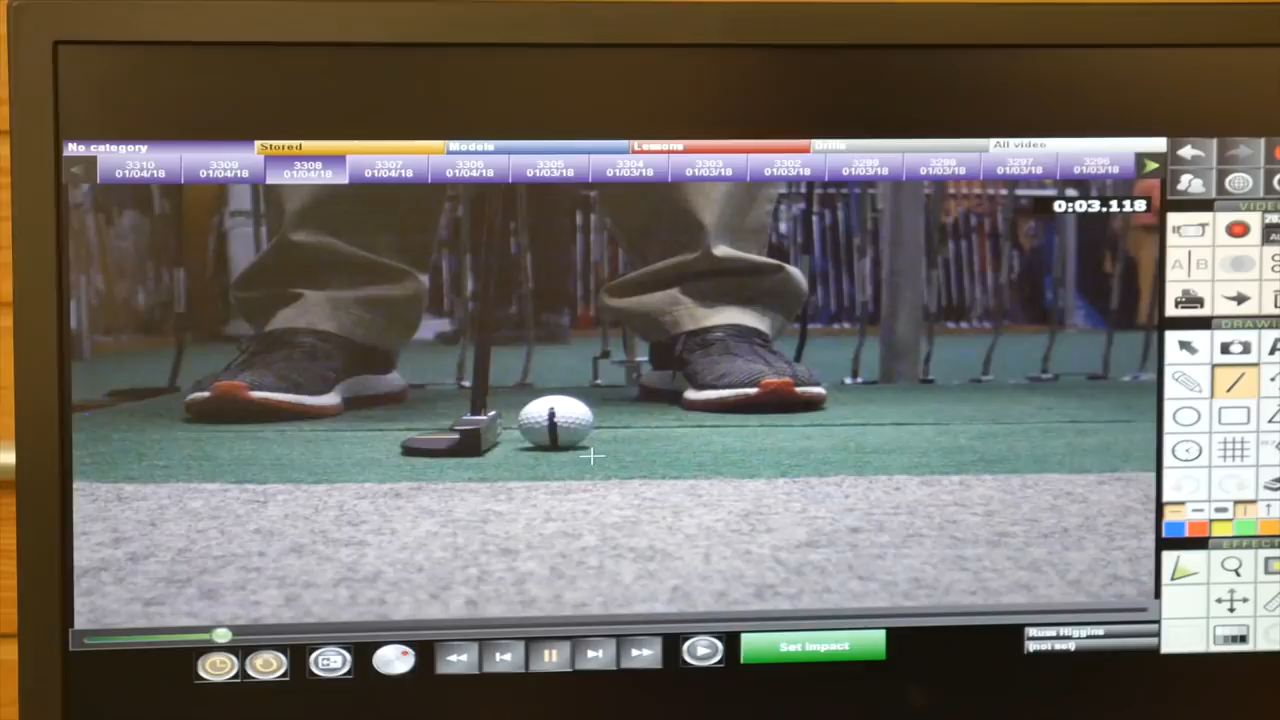 No category Stored Models Lessons Drills All video
3310 3309 3308 3307 3306 3305 3304 3303 3302 3299 3298 3297 3296
01/04/18 01/04/18 01/04/18 01/04/18 01/04/18 01/03/18 01/03/18 01/03/18 01/03/18 01/03/18 01/03/18 01/03/18 01/03/18
0:03.118
VIDE
A B
DRAWI
A
EFFECT
Set Impact
Russ Higgins
(not set)